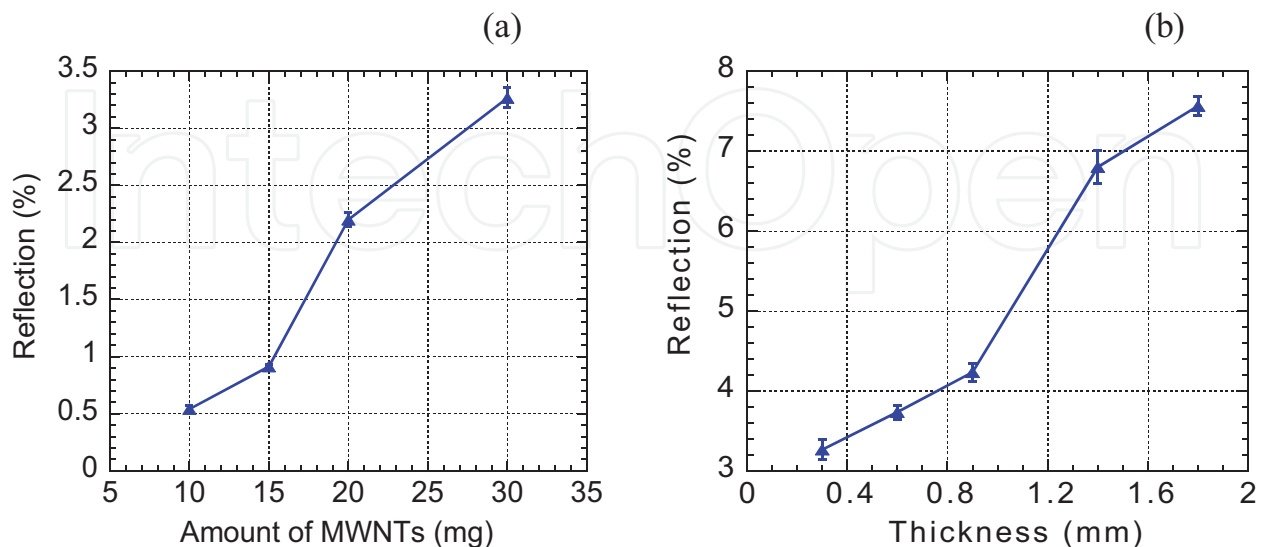 (a)
3.5
3
2.5
2
1.5
1
0.5
0
5 10 15 20 25 30 35
Reflection (%)
Amount of MWNTs (mg)
(b)
8
7
6
5
4
3
0 0.4 0.8 1.2 1.6 2
Reflection (%)
Thickness (mm)
IntechOpen